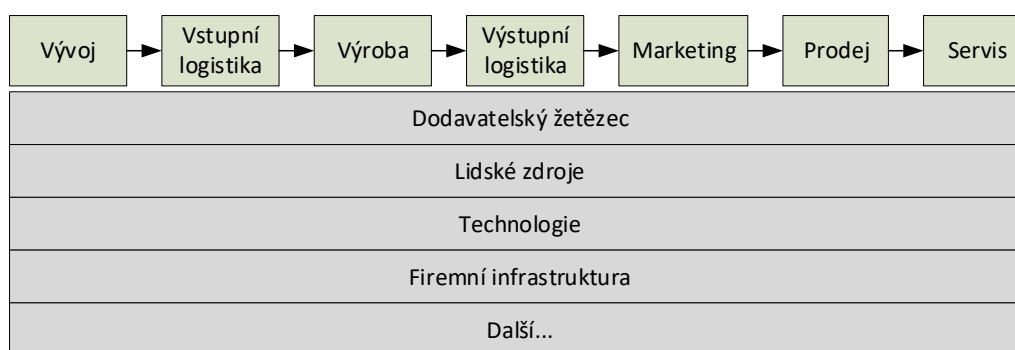 Vývoj
Vstupní
logistika
Výroba
Výstupní
logistika
Marketing
Prodej
Servis
Dodavatelský žetězec
Lidské zdroje
Technologie
Firemní infrastruktura
Další...